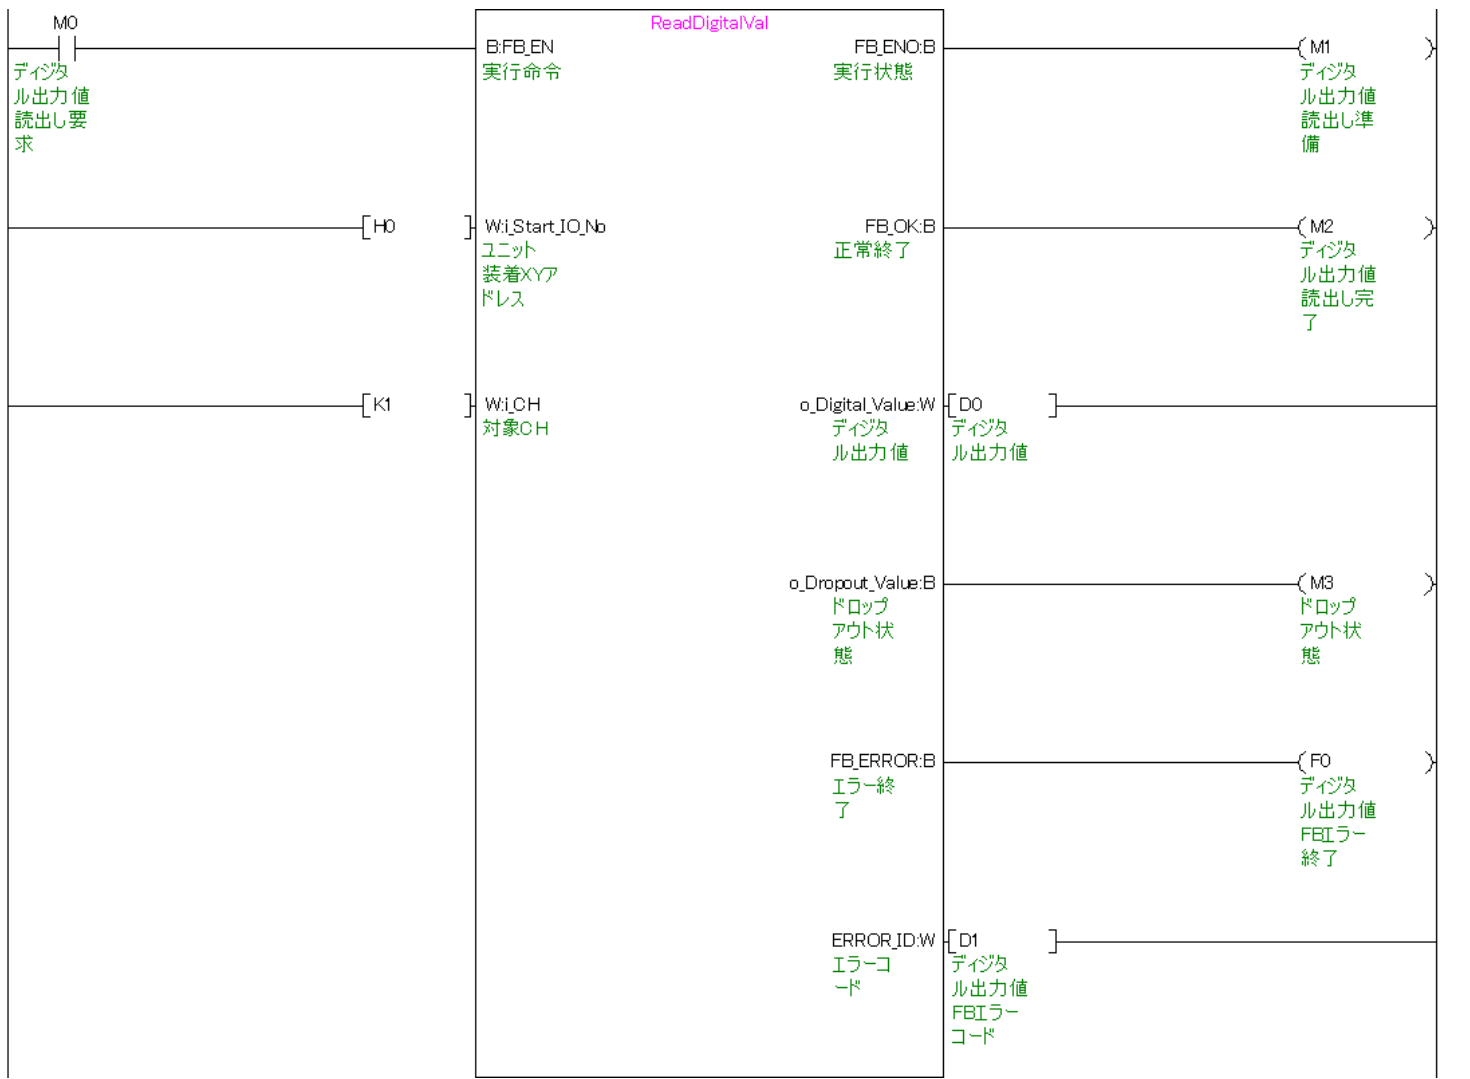 ReadDigitalVal
M0
B:FB_EN
FB_ENO:B
M1
ディジタ
ル出力値
読出し要
求
実行命令
実行状態
ディジタ
ル出力値
読出し準
備
H0
W:i_Start_IO_No
FB_OK:B
M2
ユニット
装着XYア
ドレス
正常終了
ディジタ
ル出力値
読出し完
了
K1
W:i_CH
o_Digital_Value:W
D0
対象CH
ディジタ
ル出力値
ディジタ
ル出力値
o_Dropout_Value:B
M3
ドロップ
アウト状
態
ドロップ
アウト状
態
FB_ERROR:B
F0
エラー終
了
ディジタ
ル出力値
FBエラー
終了
ERROR_ID:W
D1
エラーコ
ード
ディジタ
ル出力値
FBエラー
コード